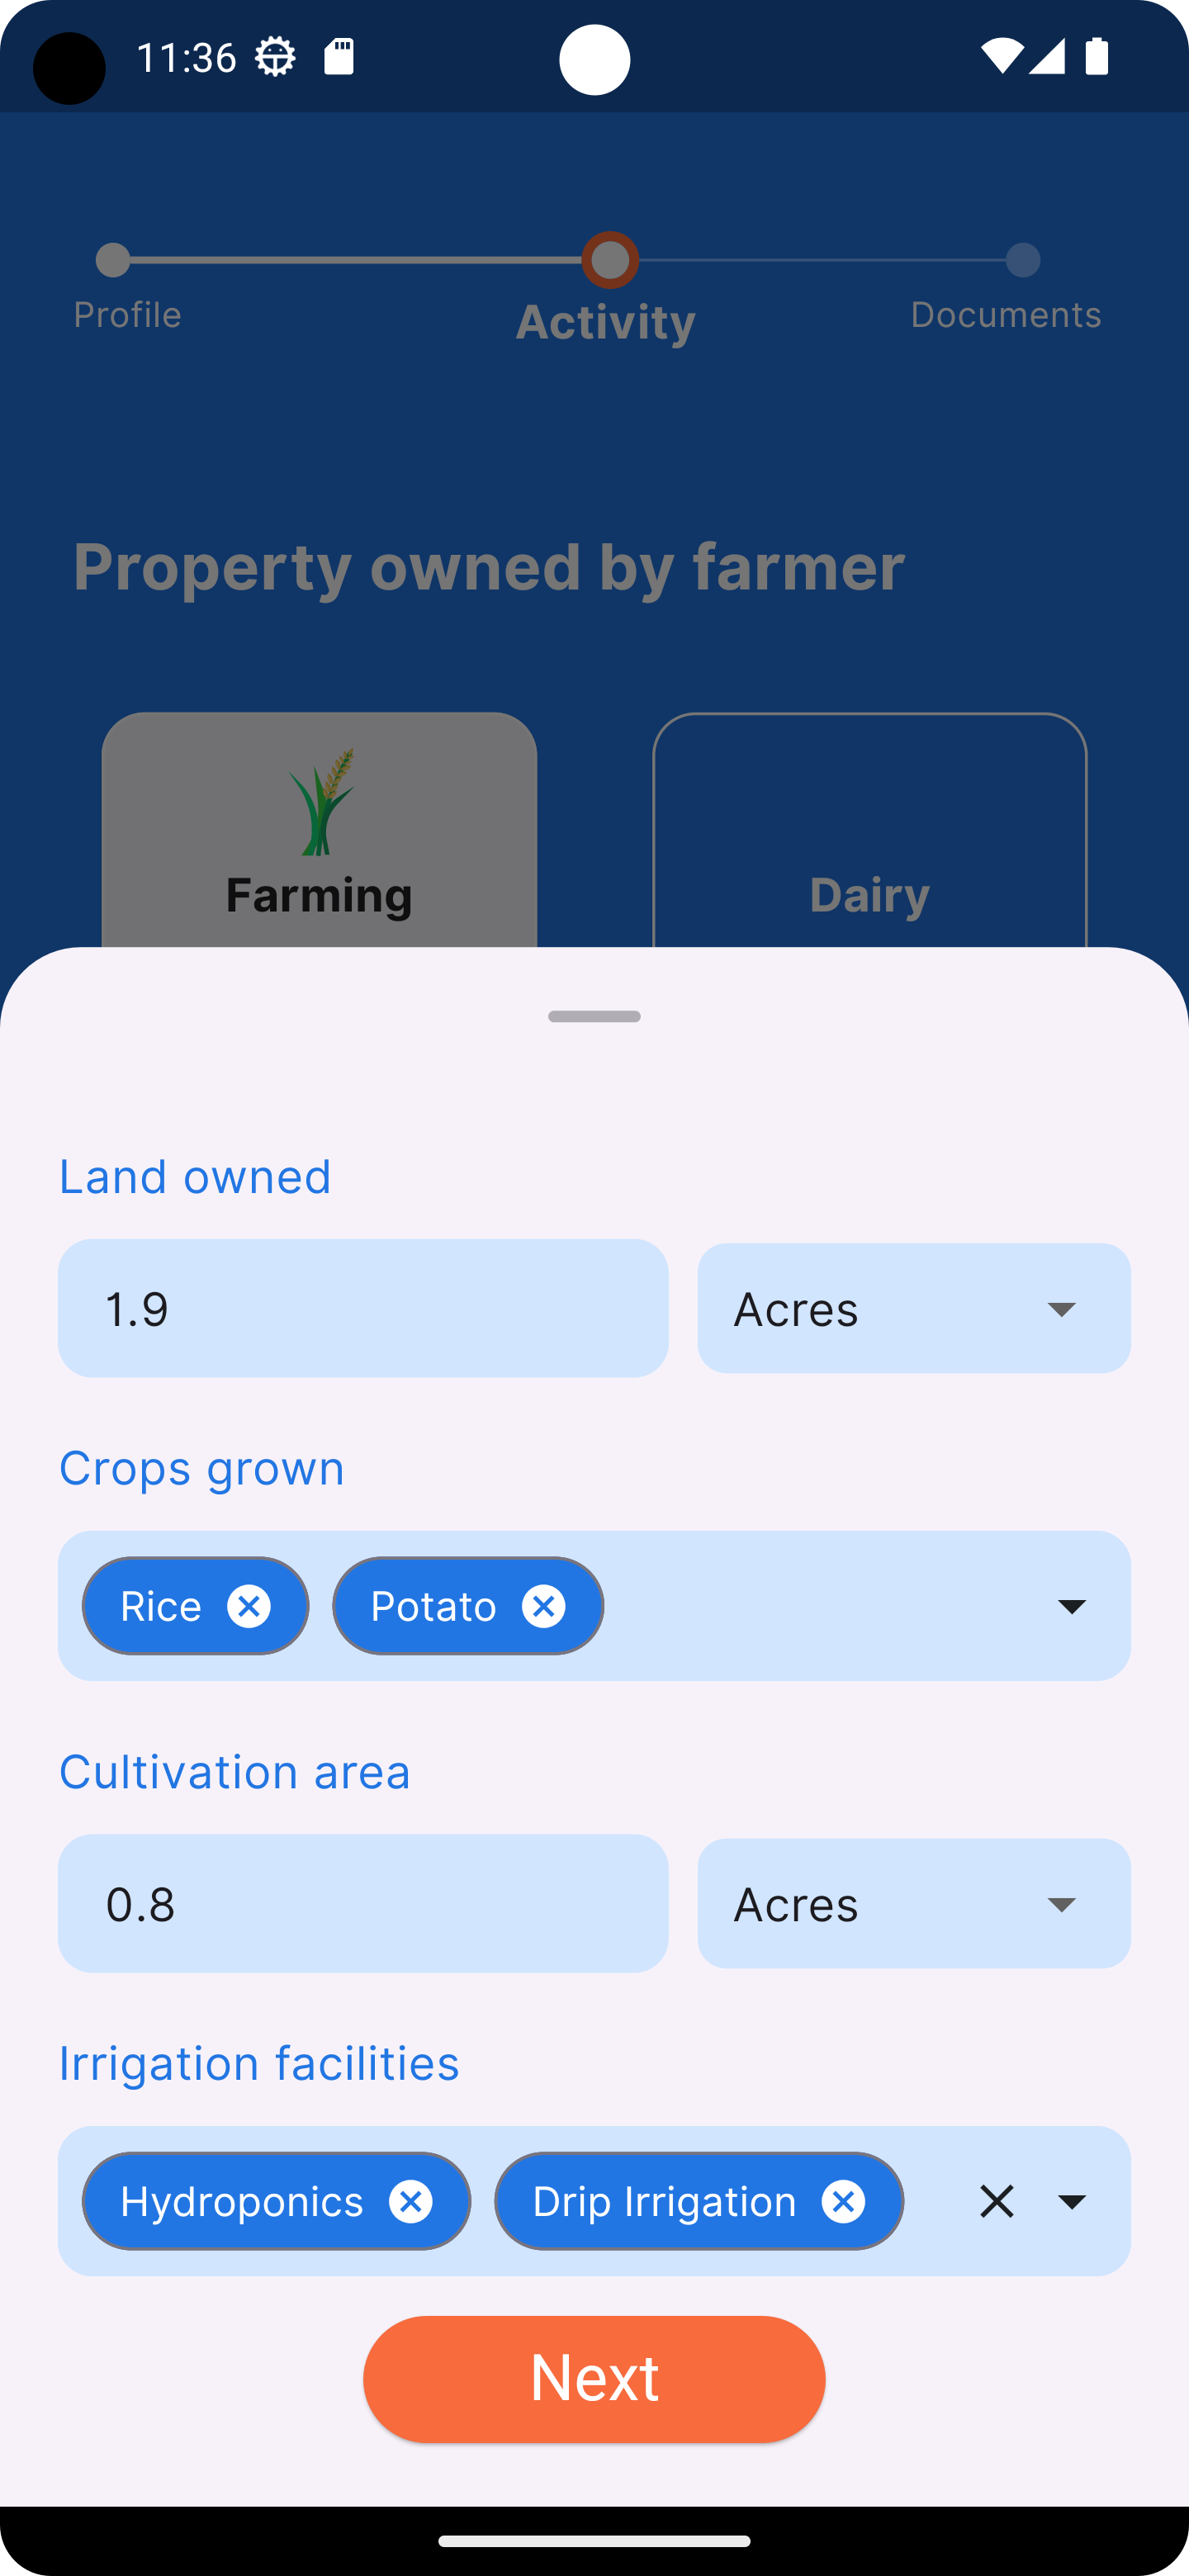 11:36
Profile
Activity
Documents
Property owned by farmer
Farming
Dairy
Land owned
1.9
Acres
Crops grown
Rice
Potato
Cultivation area
0.8
Acres
Irrigation facilities
Hydroponics
Drip Irrigation
Next